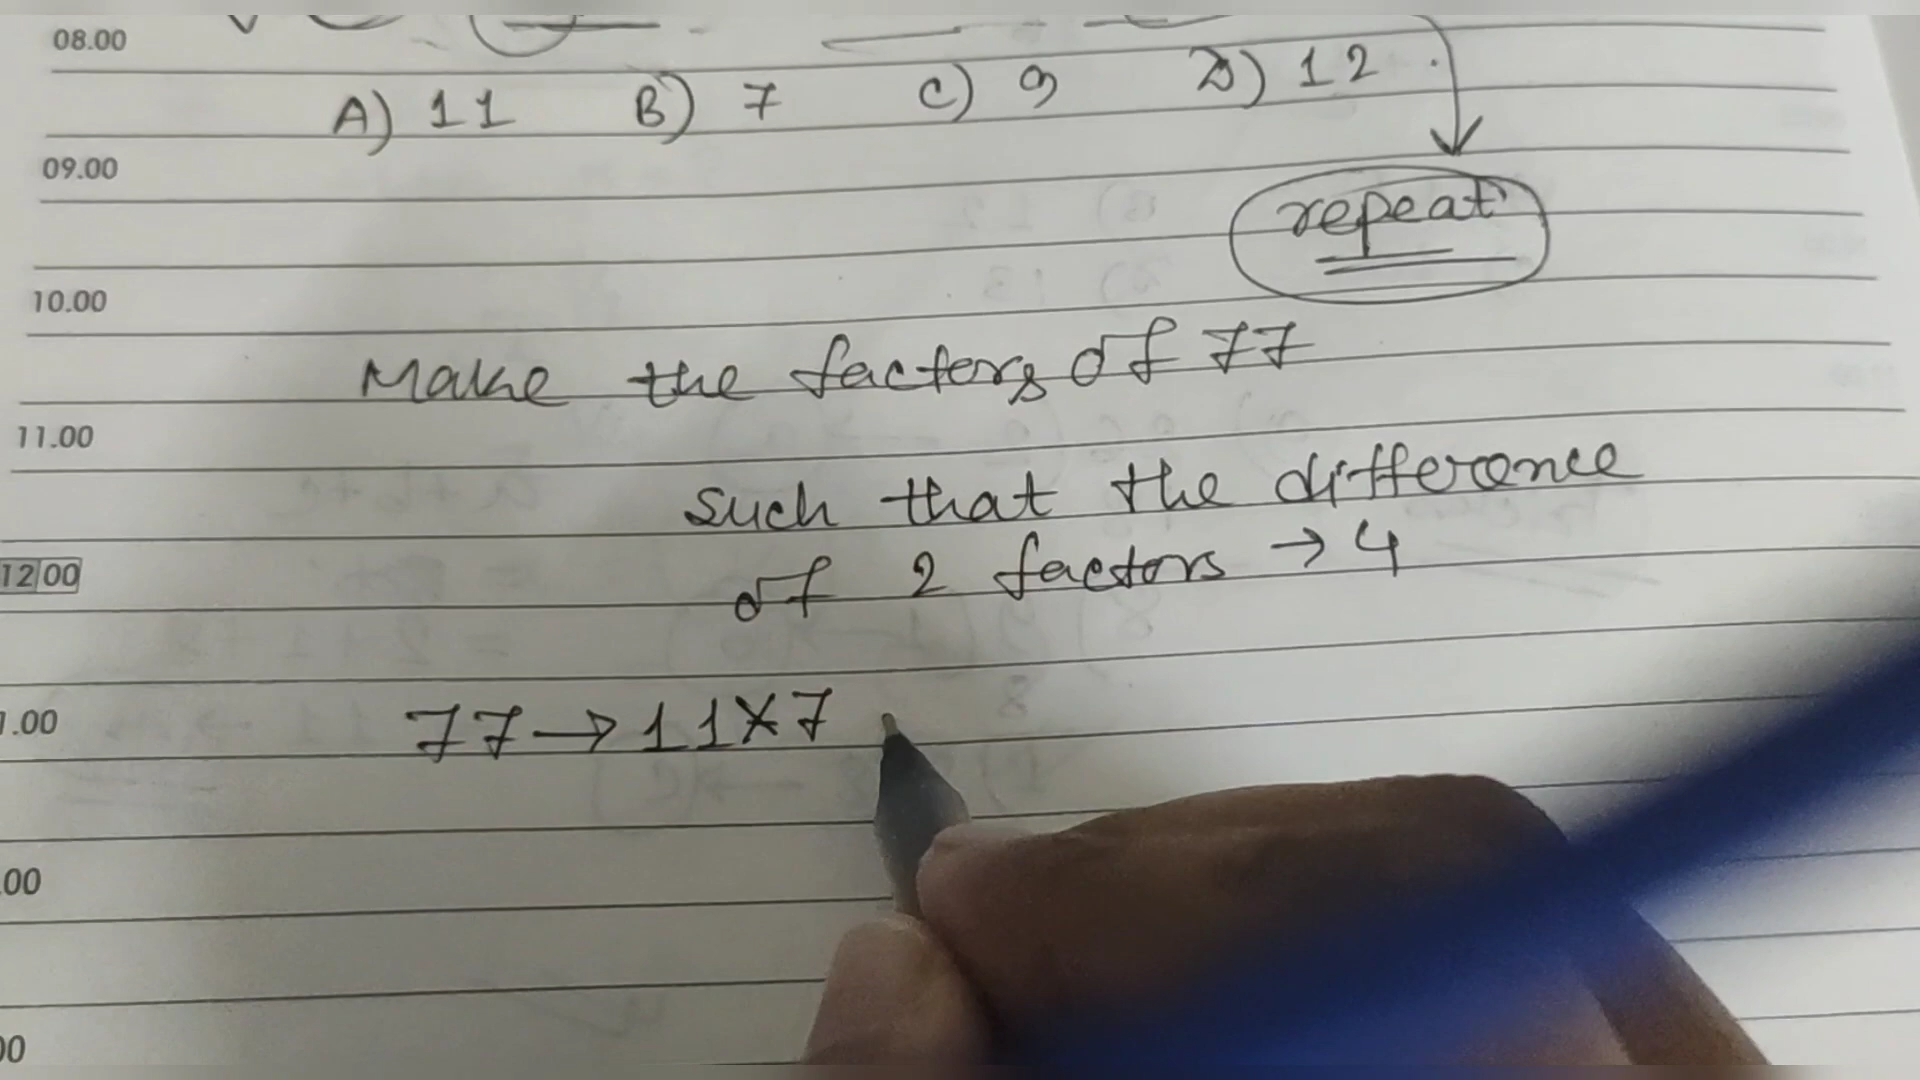 08.00
A) 11 B) 7 C) 9 D) 12
09.00
repeat
10.00
Make the factors of 77
11.00
such that the difference
12 00
of 2 factors → 4
1.00
77 → 11 × 7
.00
00